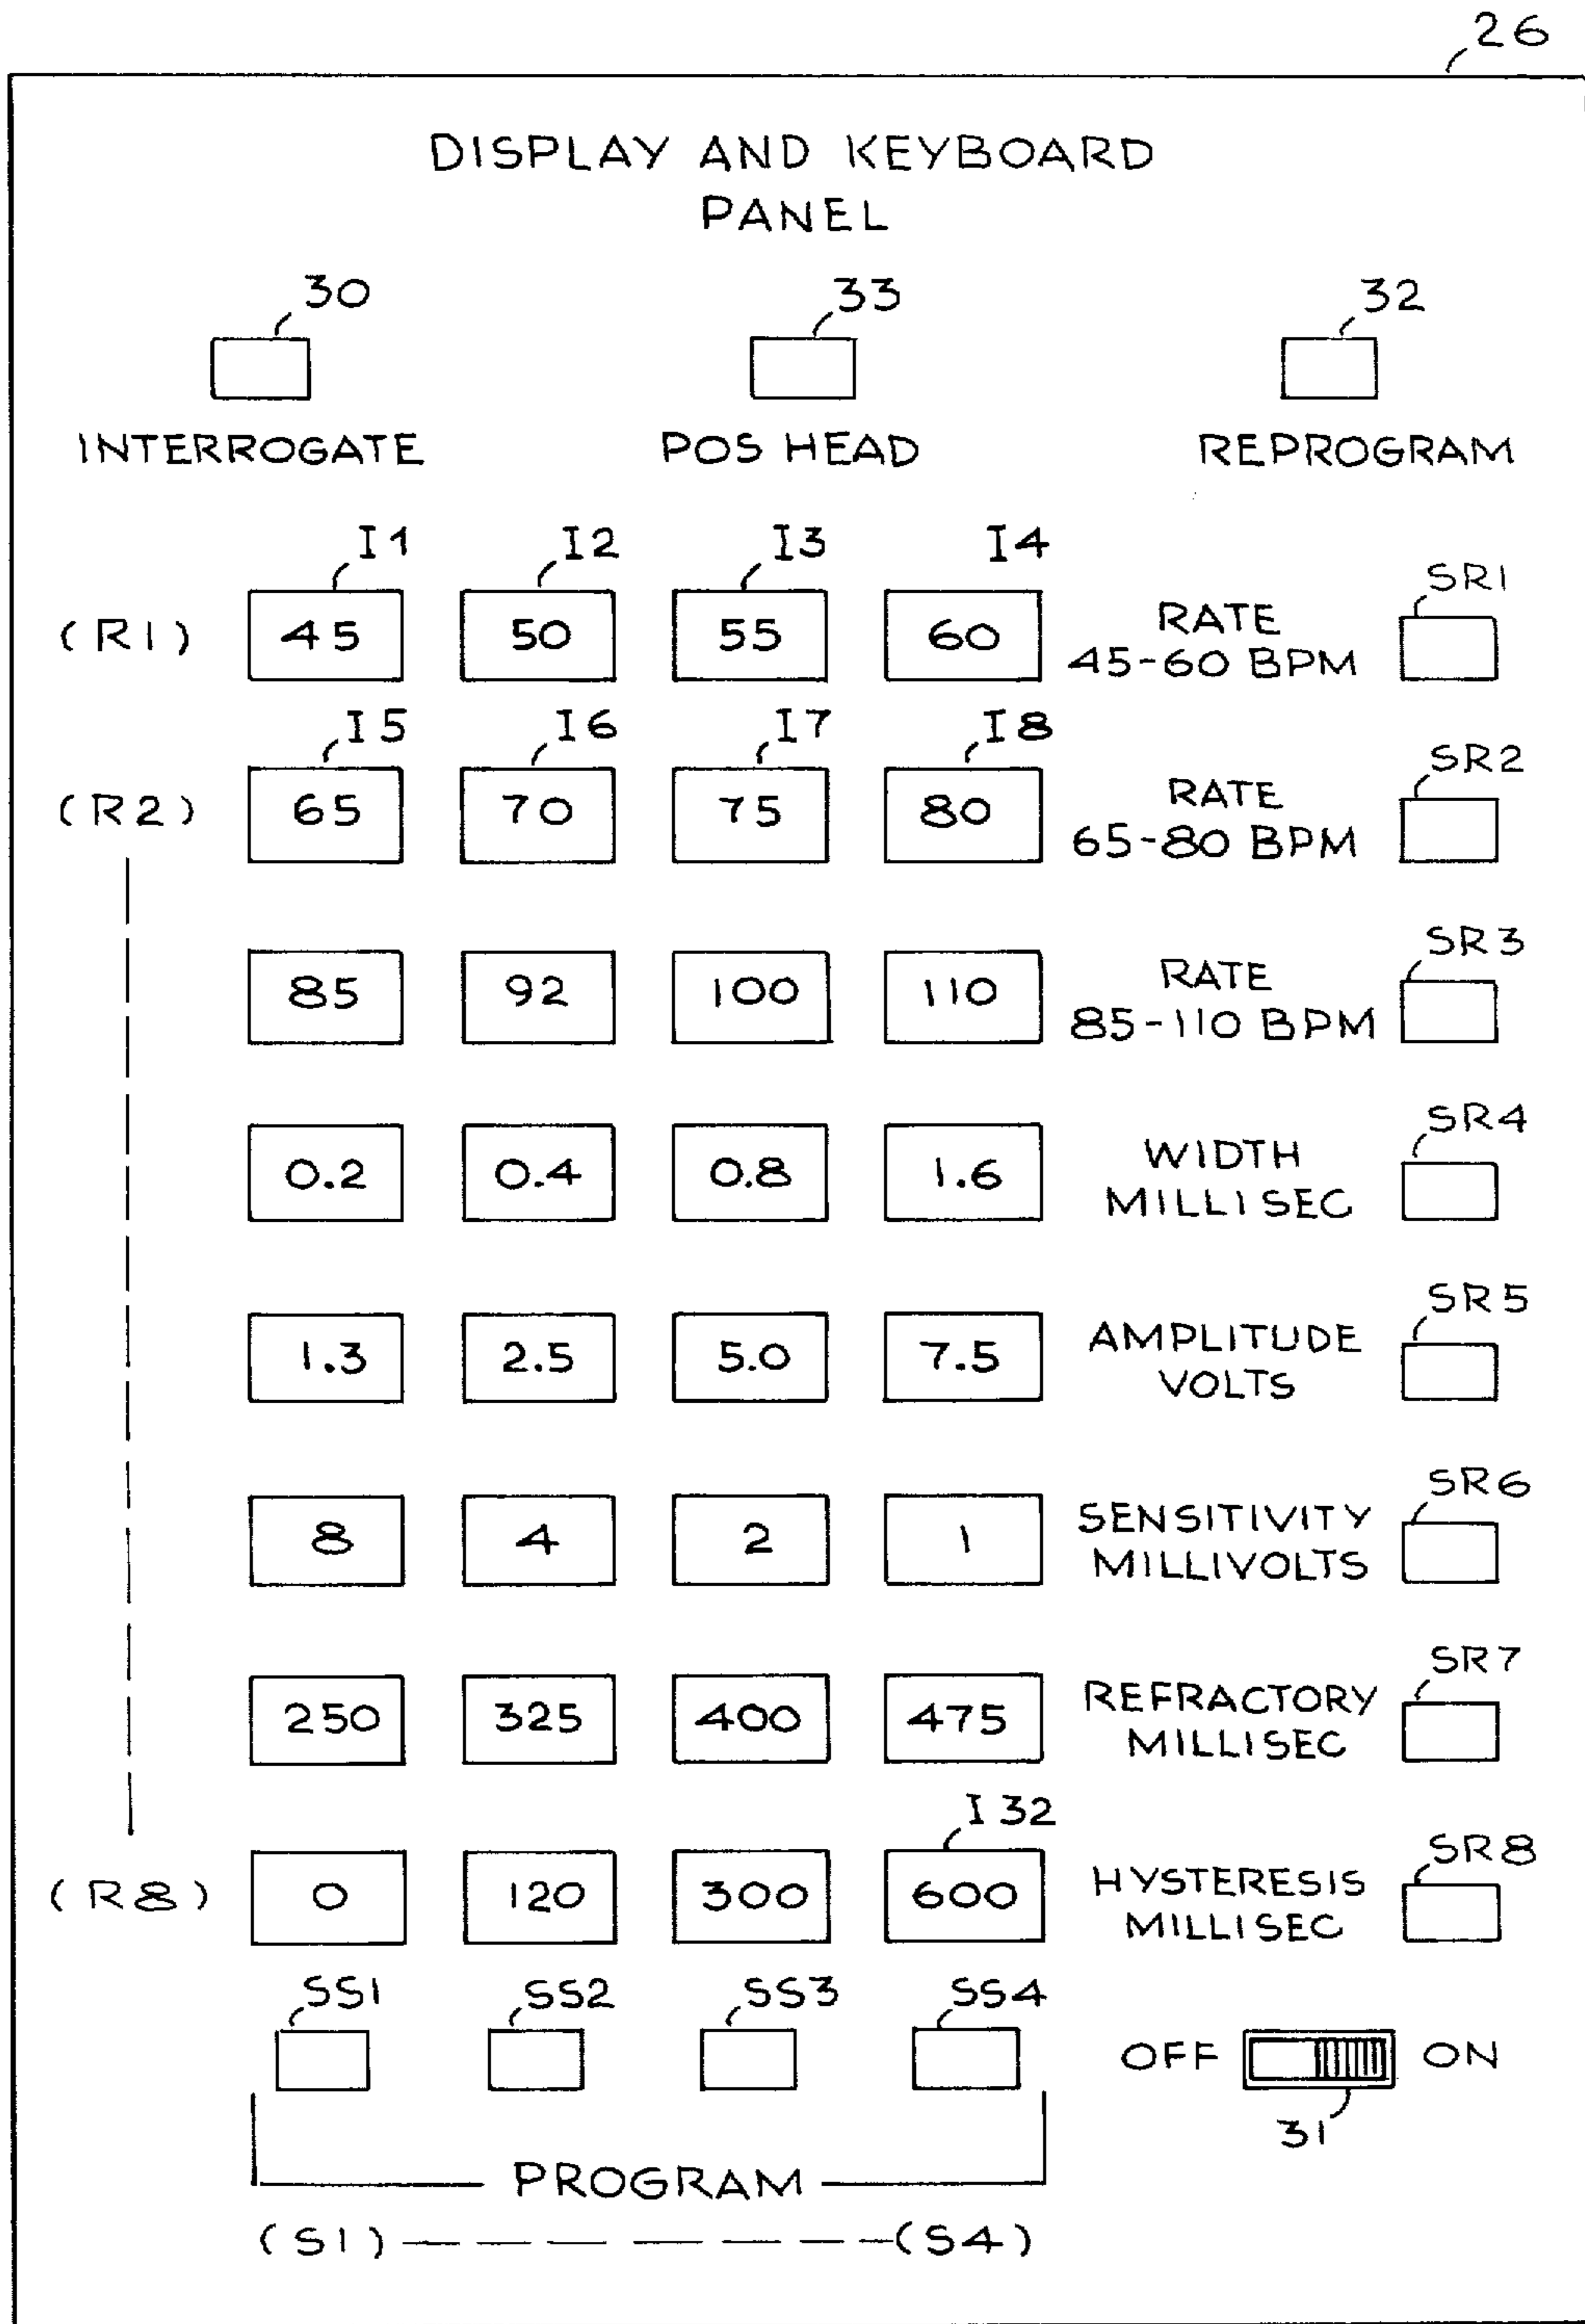 26
DISPLAY AND KEYBOARD
PANEL
30 33 32
INTERROGATE POS HEAD REPROGRAM
I1 I2 I3 I4 SR1
(R1) 45 50 55 60 RATE
45-60 BPM
I5 I6 I7 I8 SR2
(R2) 65 70 75 80 RATE
65-80 BPM
SR3
85 92 100 110 RATE
85-110 BPM
SR4
0.2 0.4 0.8 1.6 WIDTH
MILLISEC
SR5
1.3 2.5 5.0 7.5 AMPLITUDE
VOLTS
SR6
8 4 2 1 SENSITIVITY
MILLIVOLTS
SR7
250 325 400 475 REFRACTORY
MILLISEC
I32 SR8
(R8) 0 120 300 600 HYSTERESIS
MILLISEC
SS1 SS2 SS3 SS4
OFF ON
31
PROGRAM
(S1) (S4)